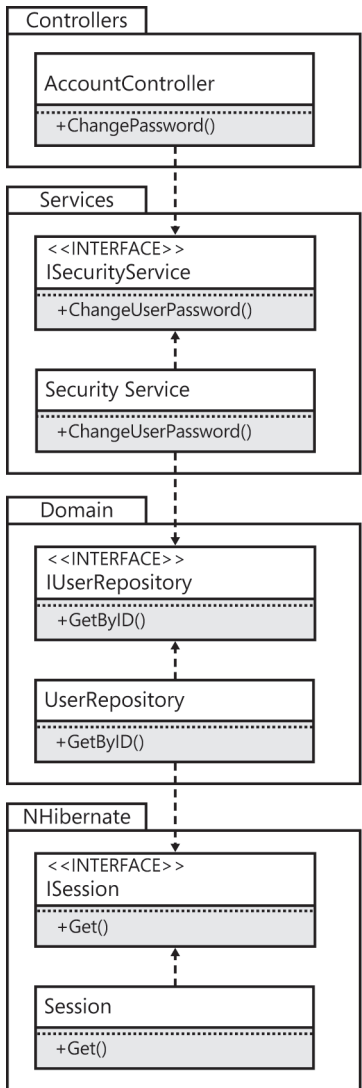 Controllers
AccountController
+ChangePassword()
Services
<<INTERFACE>>
ISecurityService
+ChangeUserPassword()
Security Service
+ChangeUserPassword()
Domain
<<INTERFACE>>
IUserRepository
+GetByID()
UserRepository
+GetByID()
NHibernate
<<INTERFACE>>
ISession
+Get()
Session
+Get()